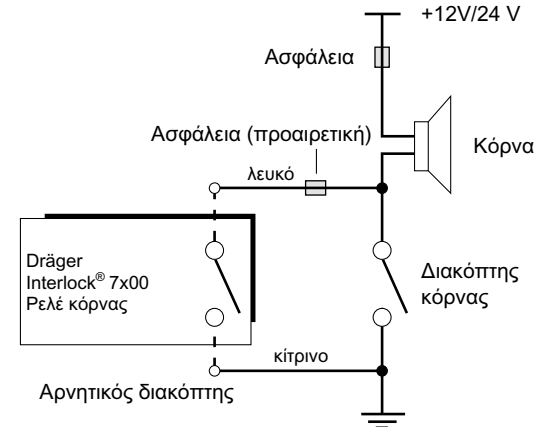 +12V/24 V
Ασφάλεια
Ασφάλεια (προαιρετική)
Κόρνα
λευκό
Dräger
Interlock® 7x00
Ρελέ κόρνας
Διακόπτης
κόρνας
κίτρινο
Αρνητικός διακόπτης